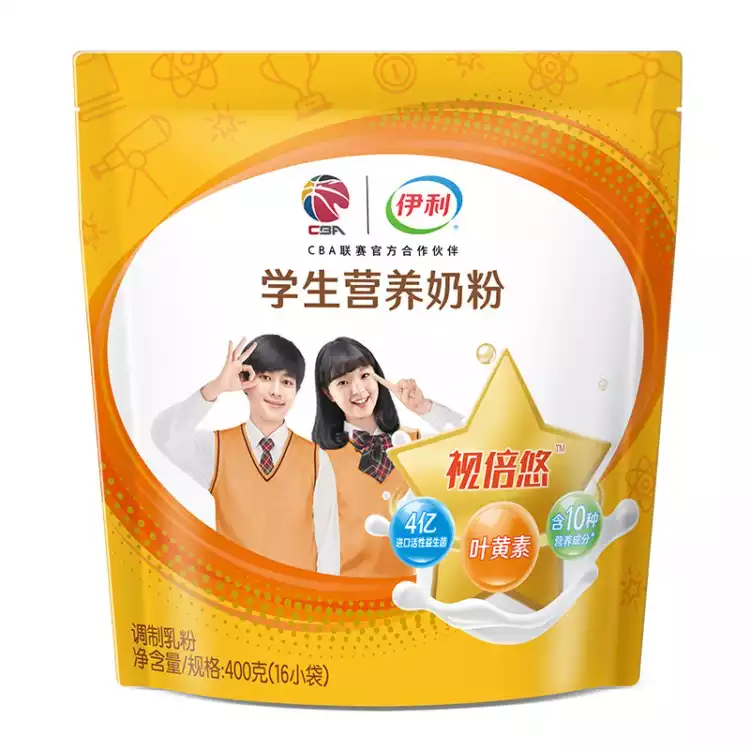 CBA
伊利
®
CBA联赛官方合作伙伴
学生营养奶粉
视倍悠™
4亿
进口活性益生菌
叶黄素
含10种
营养成分*
调制乳粉
净含量/规格:400克(16小袋)